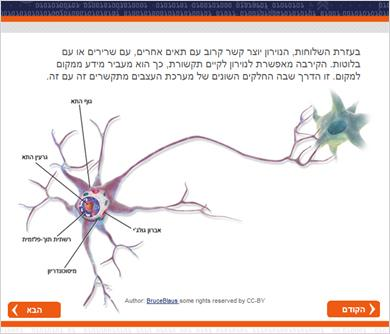 בעזרת השלוחות, הנוירון יוצר קשר קרוב עם תאים אחרים, עם שרירים או עם
בלוטות. הקירבה מאפשרת לנוירון לקיים תקשורת, כך הוא מעביר מידע ממקום
למקום. זו הדרך שבה החלקים השונים של מערכת העצבים מתקשרים זה עם זה.
גוף התא
גרעין התא
אברון גולג'י
רשתית תוך-פלזמית
מיטוכונדריון
Author: BruceBlaus some rights reserved by CC-BY
הקודם
הבא